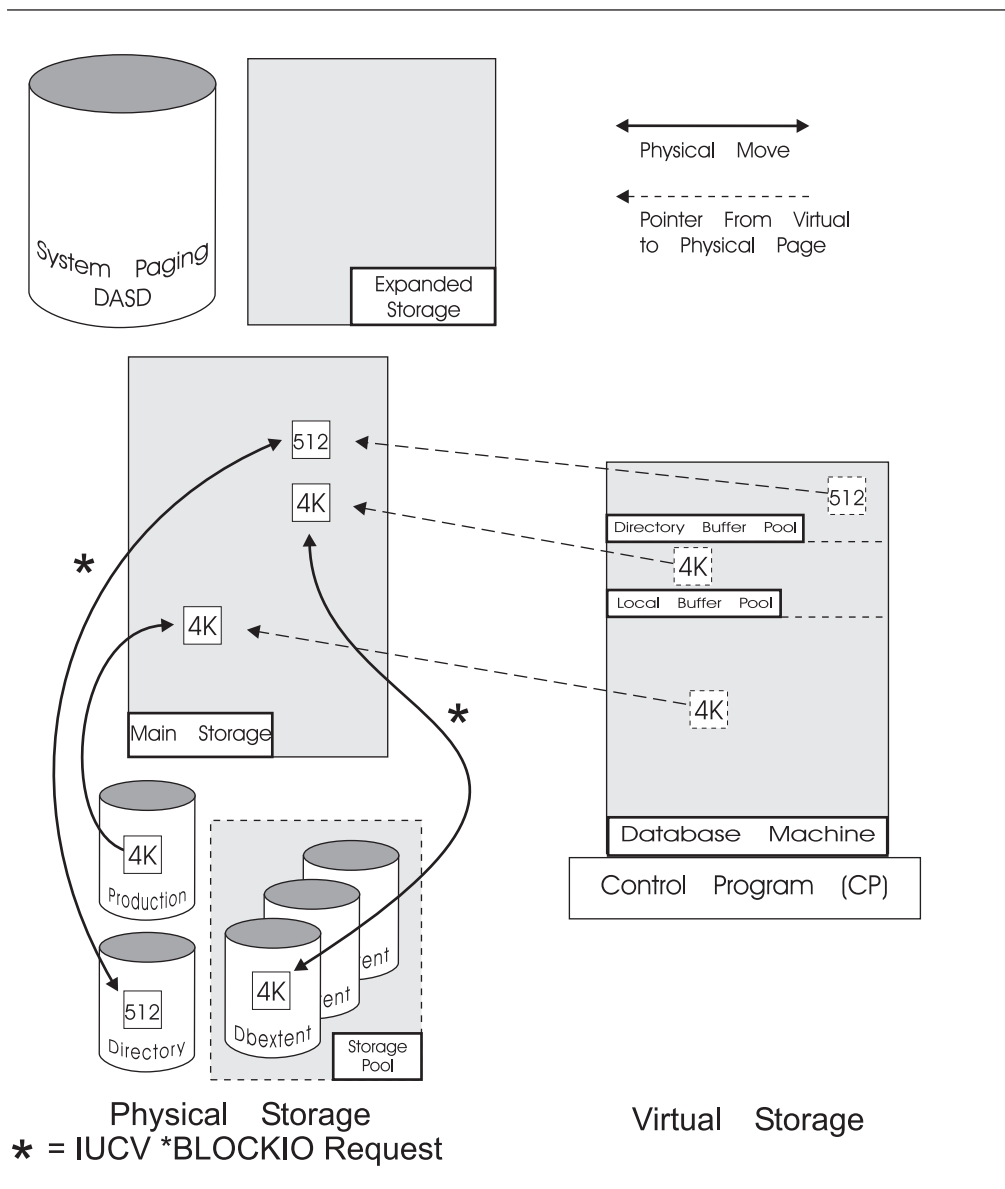 System Paging
DASD
Expanded
Storage
Physical Move
Pointer From Virtual
to Physical Page
512
4K
4K
Main Storage
512
Directory Buffer Pool
4K
Local Buffer Pool
4K
Database Machine
Control Program (CP)
4K
Production
512
Directory
4K
Dbextent
ent
ent
Storage
Pool
*
*
Physical Storage
Virtual Storage
* = IUCV *BLOCKIO Request